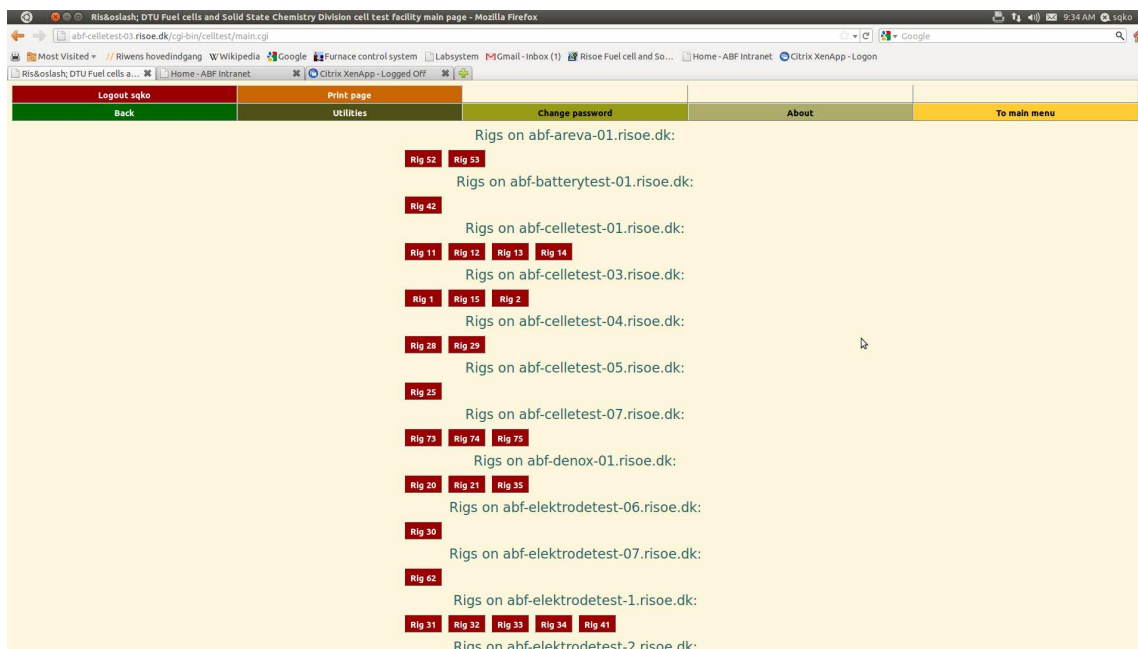 Ris&oslash; DTU Fuel cells and Solid State Chemistry Division cell test facility main page - Mozilla Firefox 9:34 AM sqko
abf-celletest-03.risoe.dk/cgi-bin/celltest/main.cgi Google
Most Visited Riwens hovedindgang Wikipedia Google Furnace control system Labsystem Gmail - Inbox (1) Risoe Fuel cell and So... Home - ABF Intranet Citrix XenApp - Logon
Ris&oslash; DTU Fuel cells a... Home - ABF Intranet Citrix XenApp - Logged Off
Logout sqko Print page
Back Utilities Change password About To main menu
Rigs on abf-areva-01.risoe.dk:
Rig 52 Rig 53
Rigs on abf-batterytest-01.risoe.dk:
Rig 42
Rigs on abf-celletest-01.risoe.dk:
Rig 11 Rig 12 Rig 13 Rig 14
Rigs on abf-celletest-03.risoe.dk:
Rig 1 Rig 15 Rig 2
Rigs on abf-celletest-04.risoe.dk:
Rig 28 Rig 29
Rigs on abf-celletest-05.risoe.dk:
Rig 25
Rigs on abf-celletest-07.risoe.dk:
Rig 73 Rig 74 Rig 75
Rigs on abf-denox-01.risoe.dk:
Rig 20 Rig 21 Rig 35
Rigs on abf-elektrodetest-06.risoe.dk:
Rig 30
Rigs on abf-elektrodetest-07.risoe.dk:
Rig 62
Rigs on abf-elektrodetest-1.risoe.dk:
Rig 31 Rig 32 Rig 33 Rig 34 Rig 41
Rigs on abf-elektrodetest-2.risoe.dk: